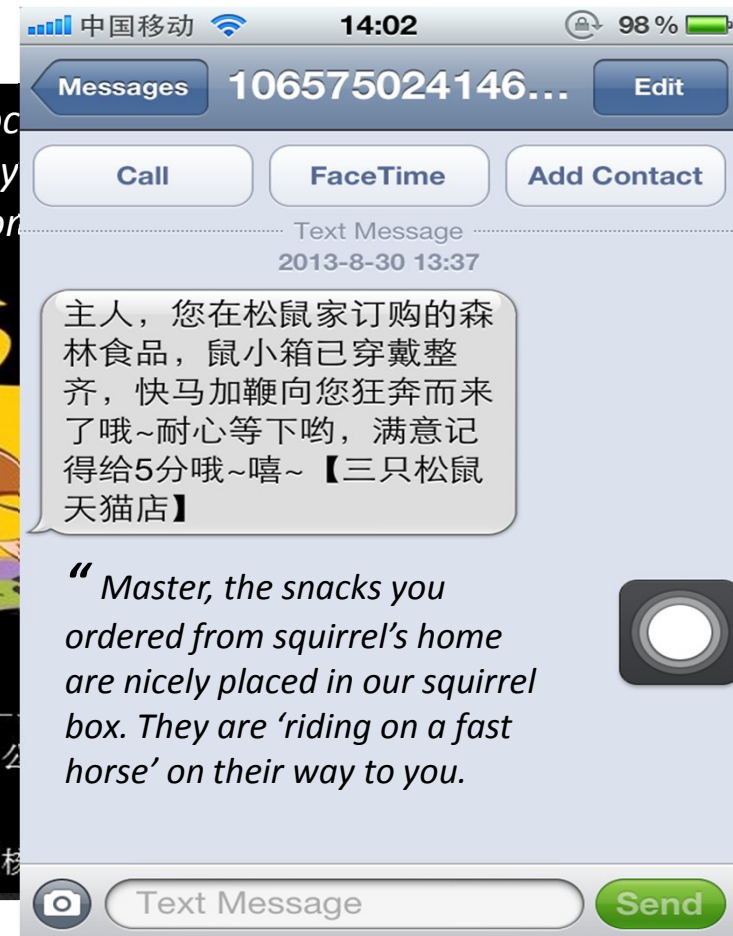 中国移动 14:02 98%
Messages 106575024146... Edit
Call FaceTime Add Contact
Text Message
2013-8-30 13:37
主人，您在松鼠家订购的森
林食品，鼠小箱已穿戴整
齐，快马加鞭向您狂奔而来
了哦~耐心等下哟，满意记
得给5分哦~嘻~【三只松鼠
天猫店】
“ Master, the snacks you
ordered from squirrel’s home
are nicely placed in our squirrel
box. They are ‘riding on a fast
horse’ on their way to you.
Text Message Send